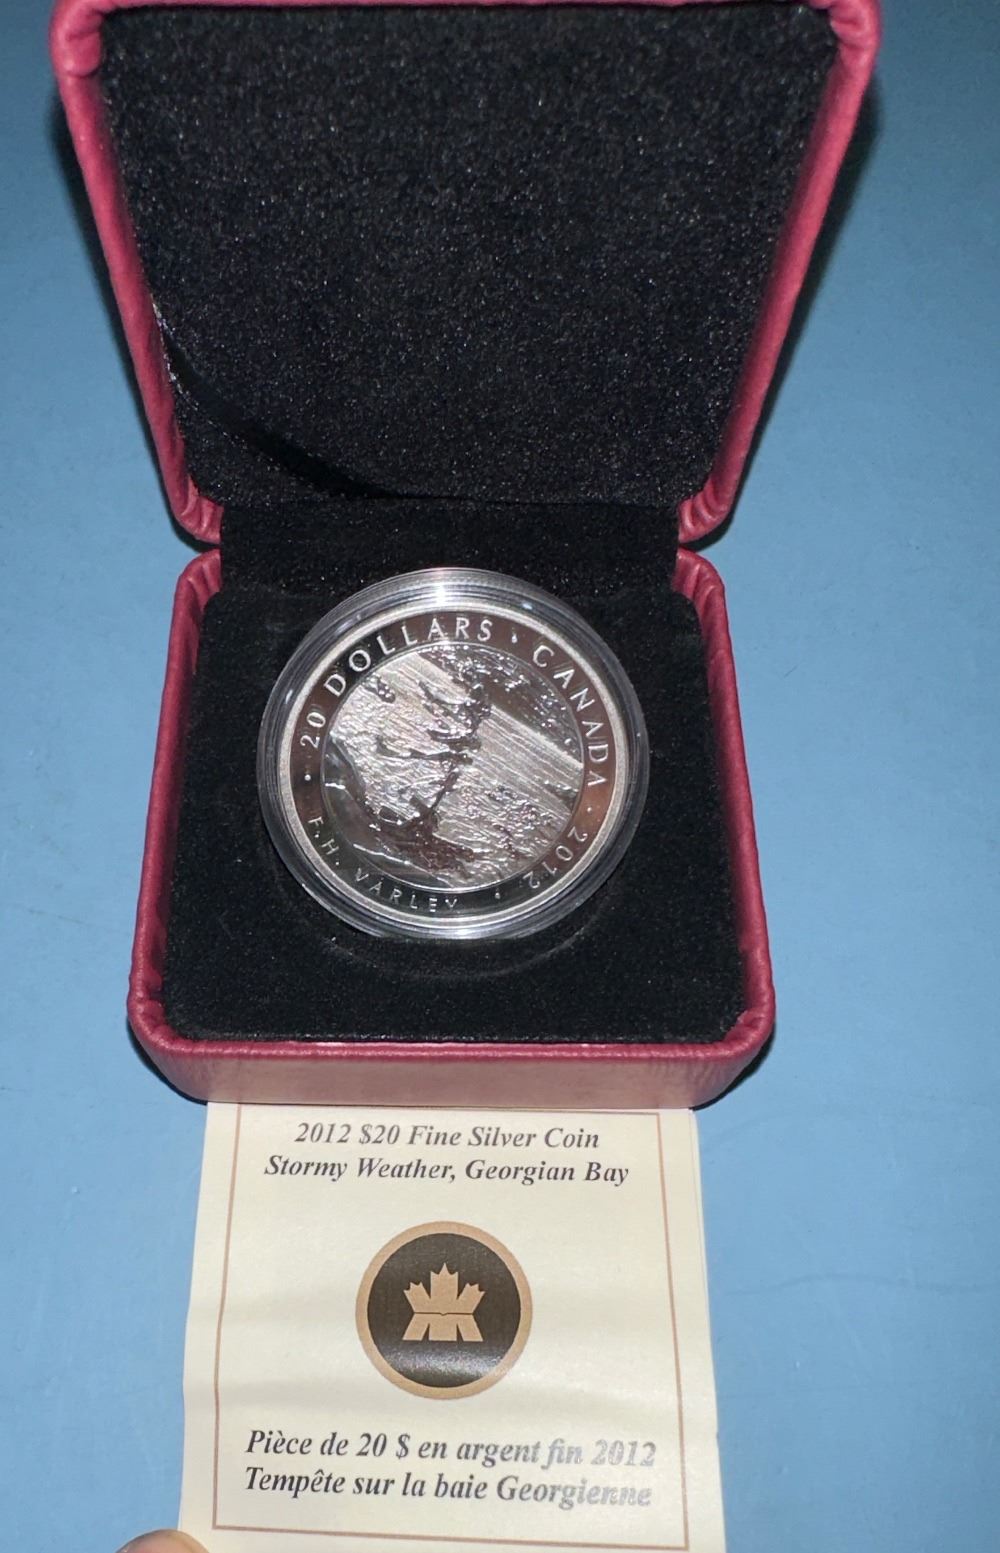 20 DOLLARS · CANADA · 2012 ·
F.H. VARLEY
2012 $20 Fine Silver Coin
Stormy Weather, Georgian Bay
Pièce de 20 $ en argent fin 2012
Tempête sur la baie Georgienne